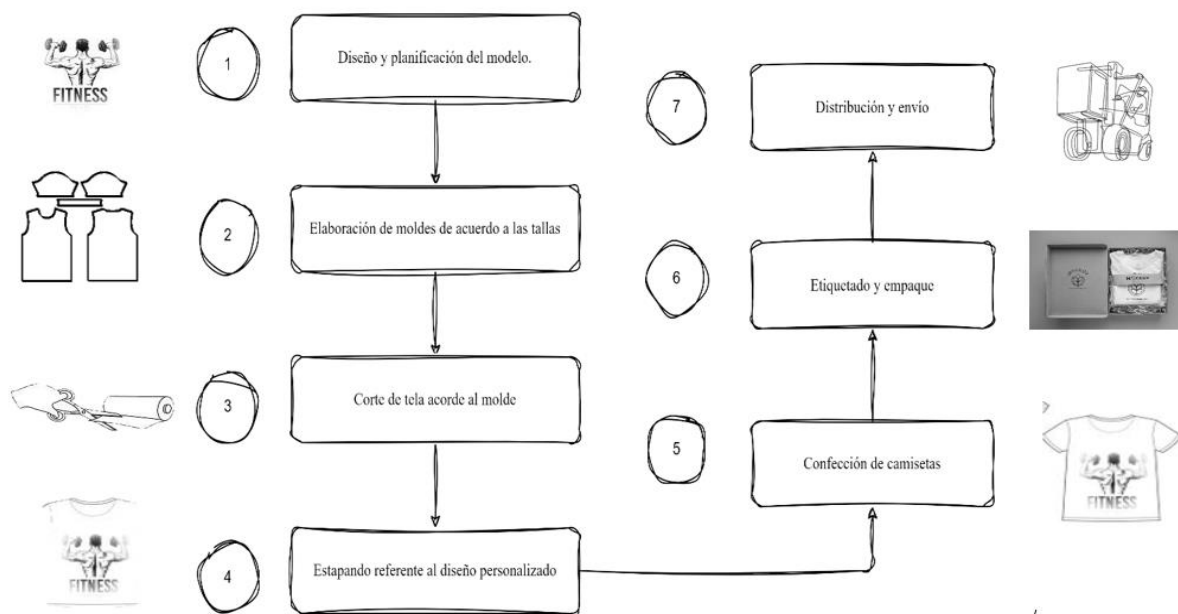 FITNESS
1
Diseño y planificación del modelo.
2
Elaboración de moldes de acuerdo a las tallas
3
Corte de tela acorde al molde
FITNESS
4
Estapando referente al diseño personalizado
5
Confección de camisetas
FITNESS
6
Etiquetado y empaque
7
Distribución y envío